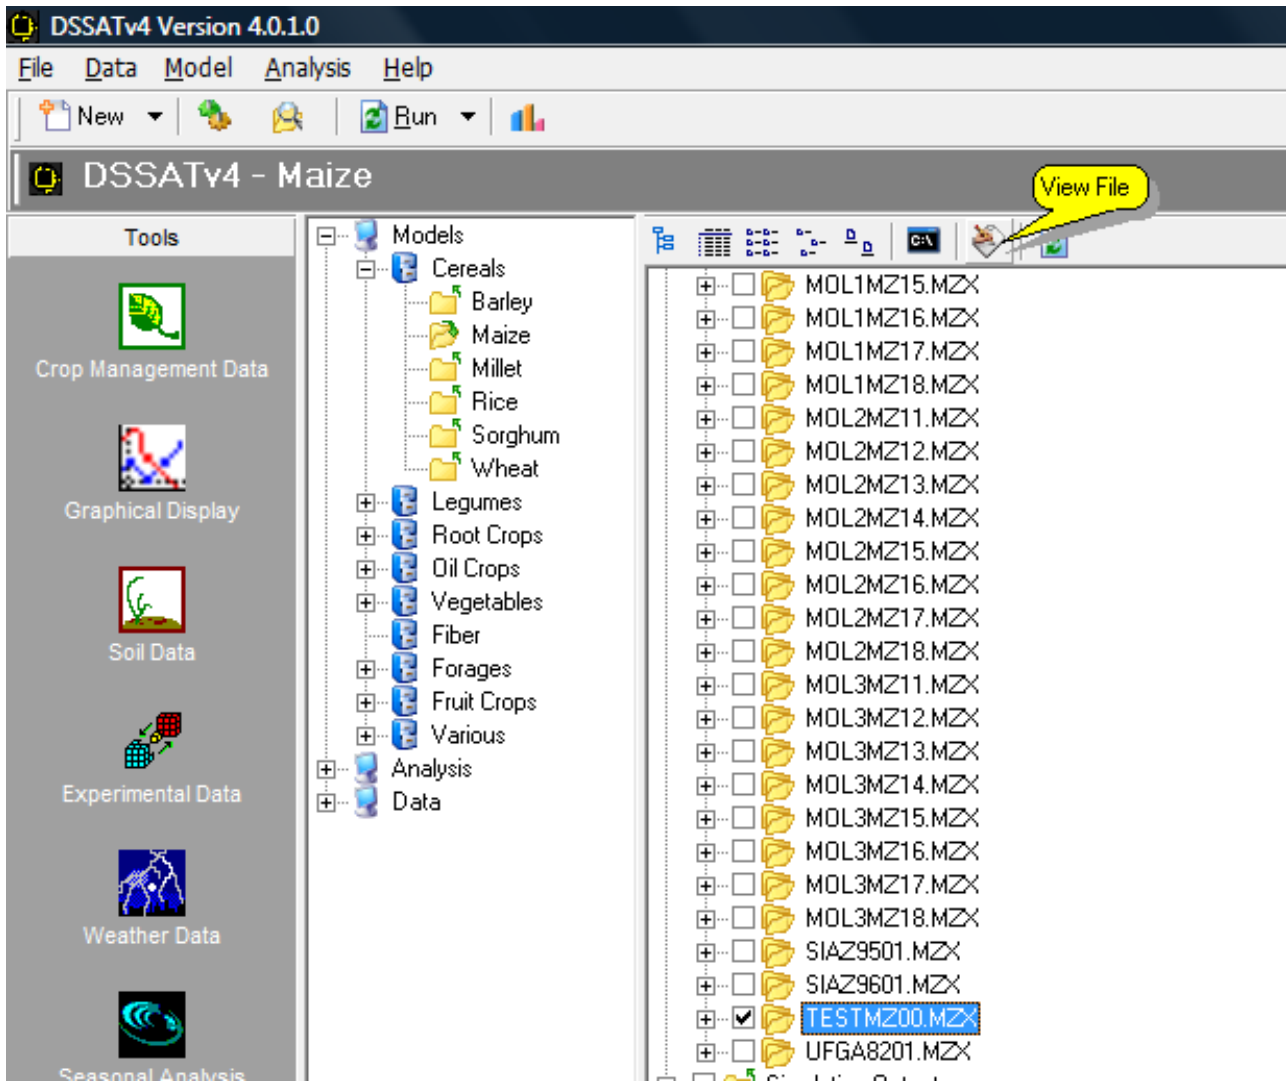 DSSATv4 Version 4.0.1.0
File Data Model Analysis Help
New Run
DSSATv4 - Maize
View File
Tools
Crop Management Data
Graphical Display
Soil Data
Experimental Data
Weather Data
Seasonal Analysis
Models
Cereals
Barley
Maize
Millet
Rice
Sorghum
Wheat
Legumes
Root Crops
Oil Crops
Vegetables
Fiber
Forages
Fruit Crops
Various
Analysis
Data
C:\
MOL1MZ15.MZX
MOL1MZ16.MZX
MOL1MZ17.MZX
MOL1MZ18.MZX
MOL2MZ11.MZX
MOL2MZ12.MZX
MOL2MZ13.MZX
MOL2MZ14.MZX
MOL2MZ15.MZX
MOL2MZ16.MZX
MOL2MZ17.MZX
MOL2MZ18.MZX
MOL3MZ11.MZX
MOL3MZ12.MZX
MOL3MZ13.MZX
MOL3MZ14.MZX
MOL3MZ15.MZX
MOL3MZ16.MZX
MOL3MZ17.MZX
MOL3MZ18.MZX
SIAZ9501.MZX
SIAZ9601.MZX
TESTMZ00.MZX
UFGA8201.MZX